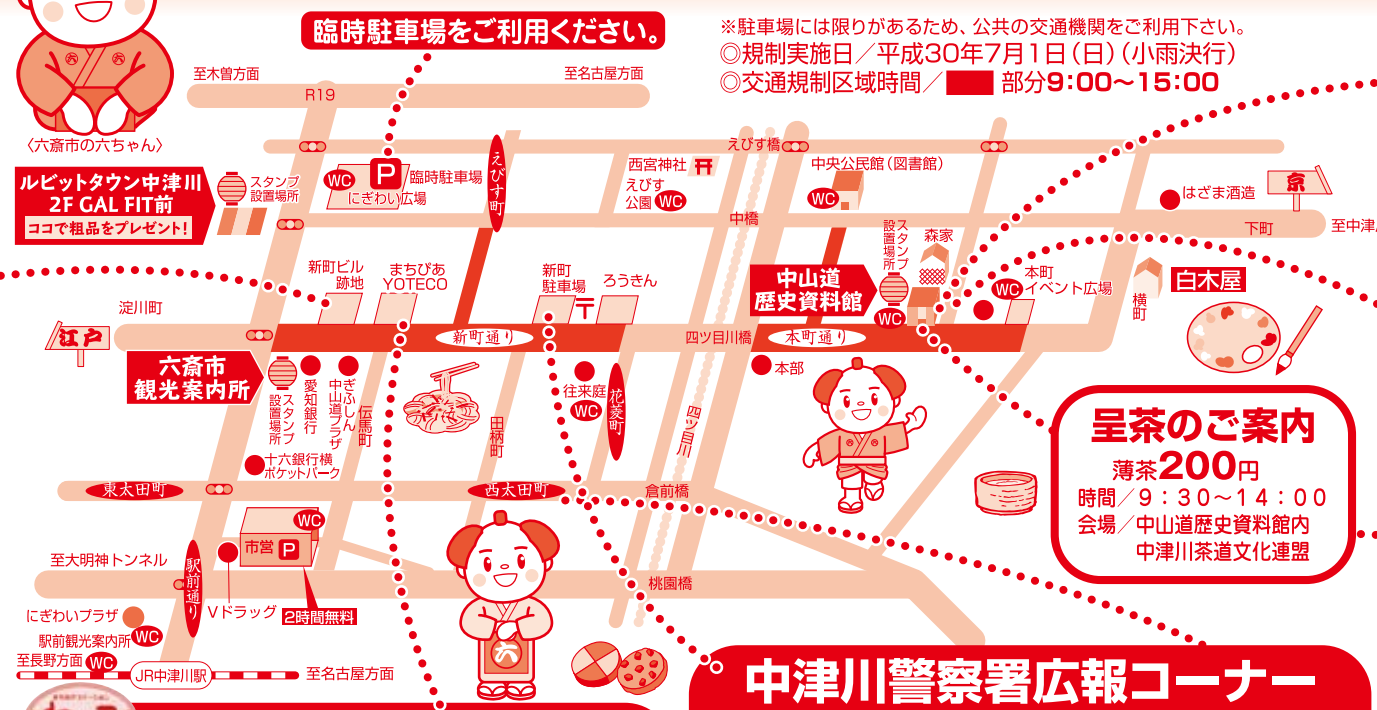 臨時駐車場をご利用ください。
※駐車場には限りがあるため、公共の交通機関をご利用下さい。
◎規制実施日／平成30年7月1日(日)(小雨決行)
◎交通規制区域時間／ 部分9:00〜15:00
至木曽方面
至名古屋方面
R19
〈六斎市の六ちゃん〉
ルビットタウン中津川
2F GAL FIT前
ココで粗品をプレゼント!
スタンプ
設置場所
WC
P
臨時駐車場
にぎわい広場
えびす町
西宮神社
えびす
公園
WC
えびす橋
中央公民館(図書館)
WC
中橋
はざま酒造
京
下町
至中津
新町ビル
跡地
まちびあ
YOTECO
新町
駐車場
〒
ろうきん
中山道
歴史資料館
スタンプ
設置場所
森家
WC
本町
イベント広場
WC
横町
白木屋
淀川町
江戸
新町通り
四ツ目川橋
本町通り
本部
六斎市
観光案内所
スタンプ
設置場所
愛知銀行
ぎふしん
中山道プラザ
伝馬町
田柄町
往来庭
WC
花菱町
四ツ目川
十六銀行横
ポケットパーク
東太田町
西太田町
倉前橋
呈茶のご案内
薄茶200円
時間／9：30〜14：00
会場／中山道歴史資料館内
中津川茶道文化連盟
WC
市営P
至大明神トンネル
駅前通り
Vドラッグ
2時間無料
桃園橋
にぎわいプラザ
駅前観光案内所
WC
至長野方面
WC
JR中津川駅
至名古屋方面
六
中津川警察署広報コーナー